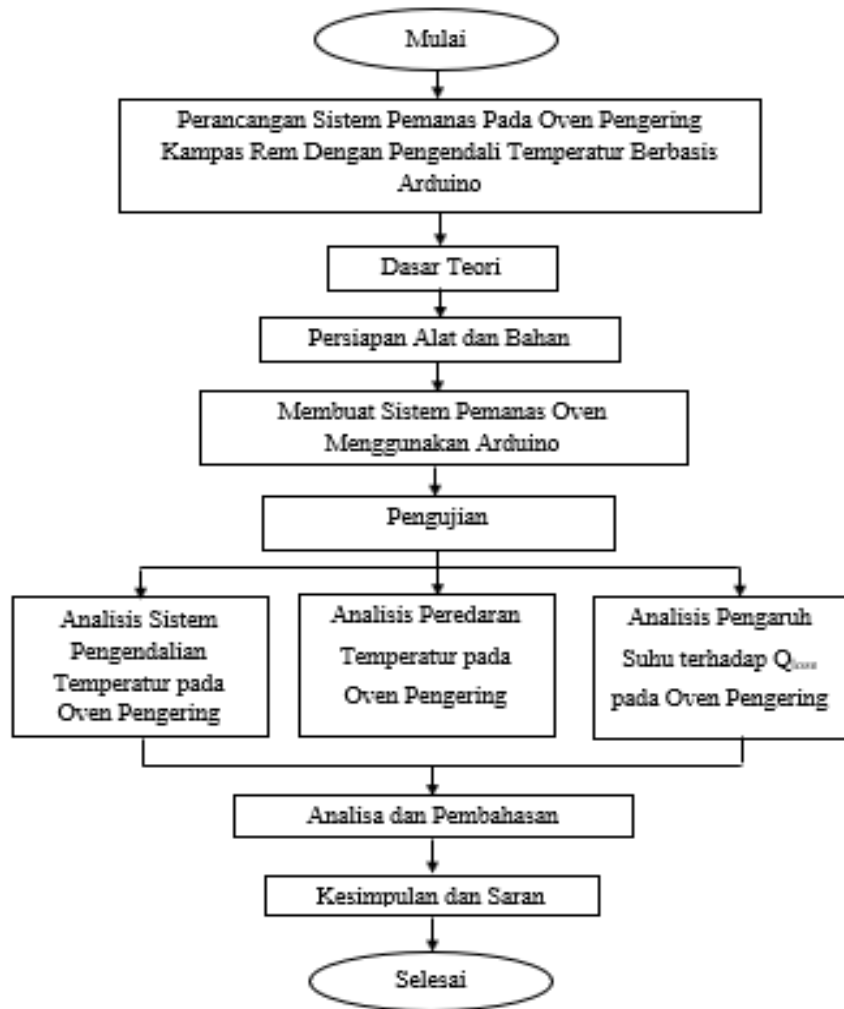 Mulai
Perancangan Sistem Pemanas Pada Oven Pengering
Kampas Rem Dengan Pengendali Temperatur Berbasis
Arduino
Dasar Teori
Persiapan Alat dan Bahan
Membuat Sistem Pemanas Oven
Menggunakan Arduino
Pengujian
Analisis Sistem
Pengendalian
Temperatur pada
Oven Pengering
Analisis Peredaran
Temperatur pada
Oven Pengering
Analisis Pengaruh
Suhu terhadap Qloss
pada Oven Pengering
Analisa dan Pembahasan
Kesimpulan dan Saran
Selesai